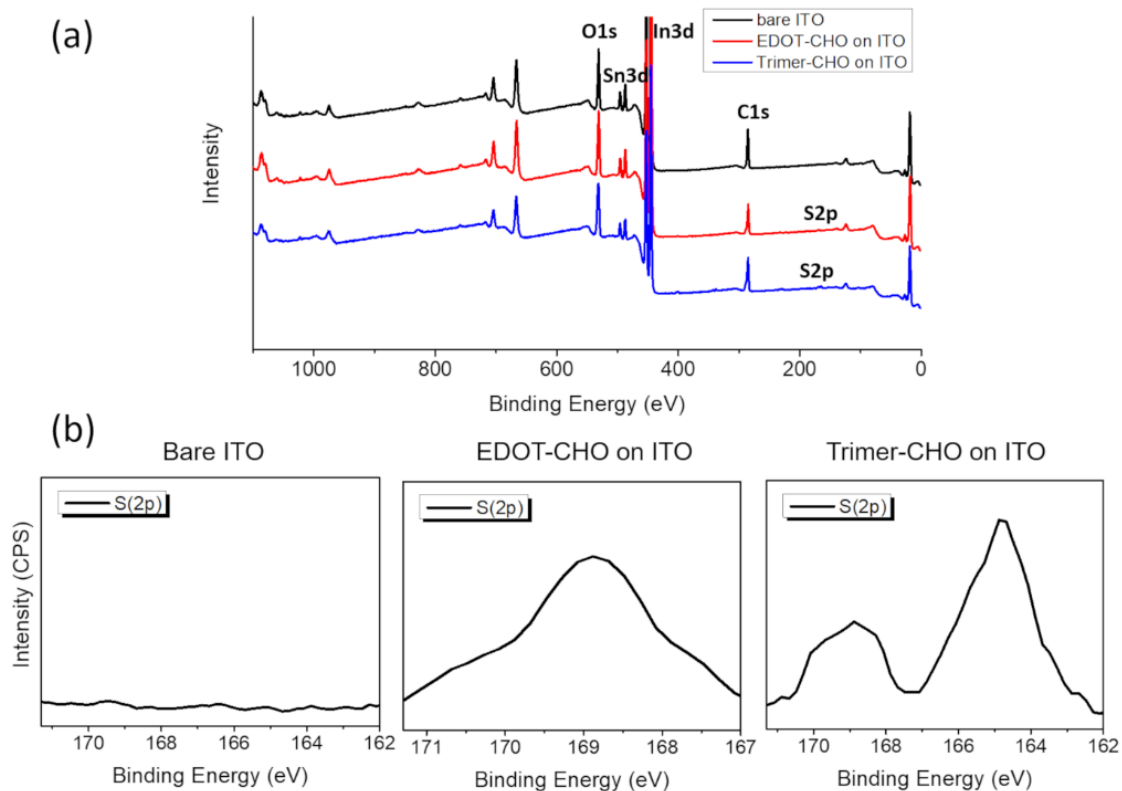 (a)
bare ITO
EDOT-CHO on ITO
Trimer-CHO on ITO
O1s
In3d
Sn3d
C1s
S2p
S2p
Intensity
1000
800
600
400
200
0
Binding Energy (eV)
(b)
Bare ITO
EDOT-CHO on ITO
Trimer-CHO on ITO
S(2p)
S(2p)
S(2p)
Intensity (CPS)
170
168
166
164
162
171
170
169
168
167
170
168
166
164
162
Binding Energy (eV)
Binding Energy (eV)
Binding Energy (eV)